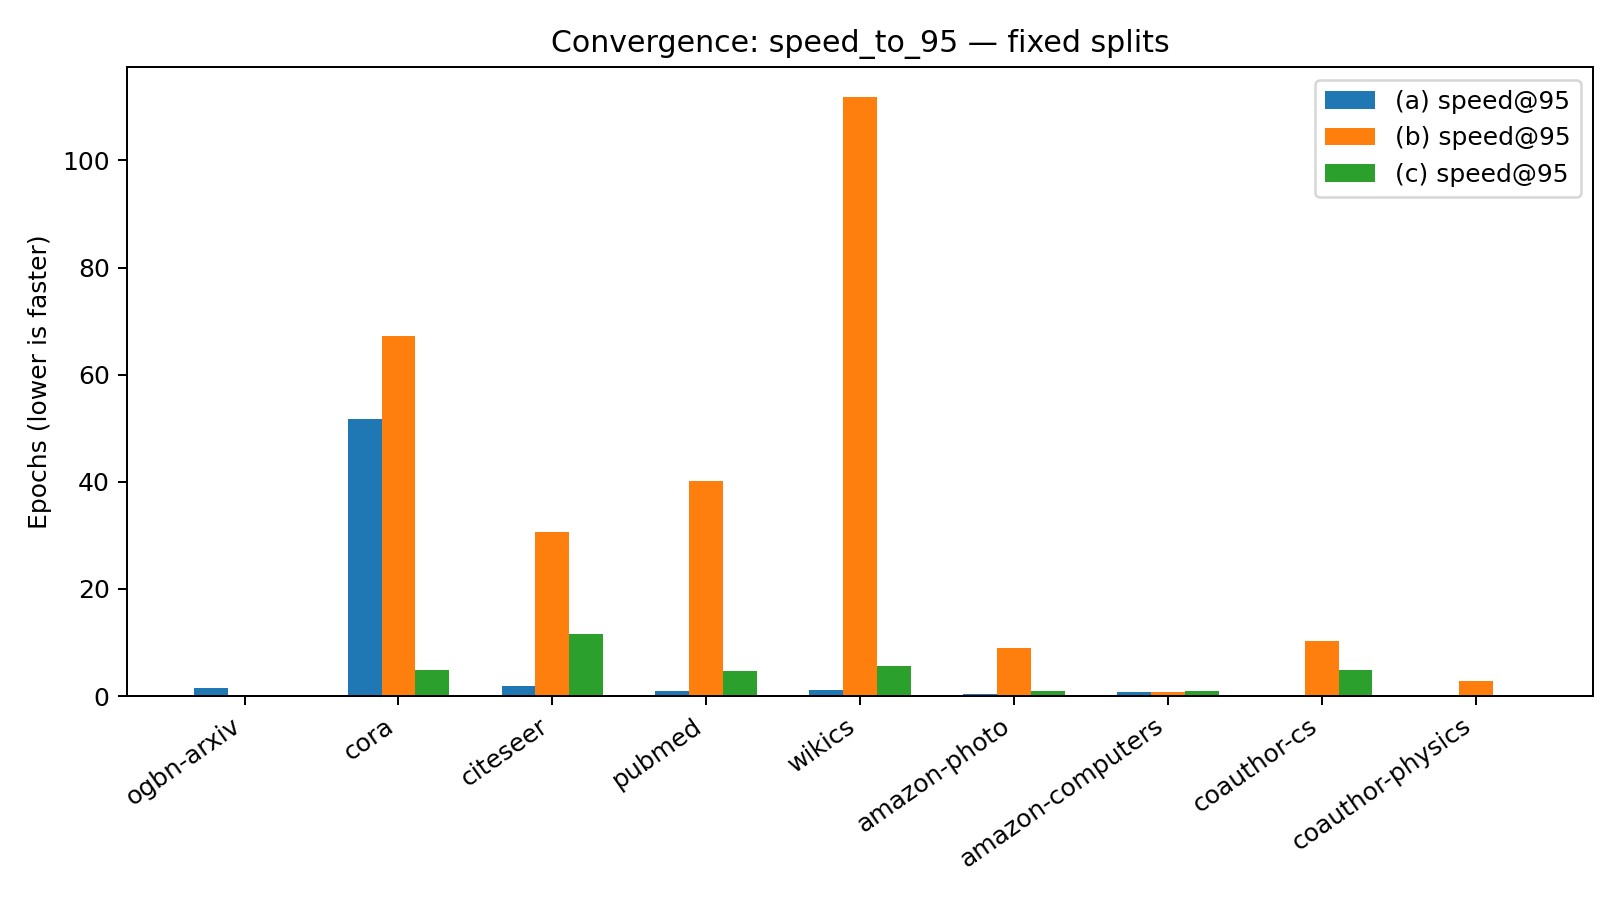 Convergence: speed_to_95 — fixed splits
Epochs (lower is faster)
100
80
60
40
20
0
(a) speed@95
(b) speed@95
(c) speed@95
ogbn-arxiv
cora
citeseer
pubmed
wikics
amazon-photo
amazon-computers
coauthor-cs
coauthor-physics